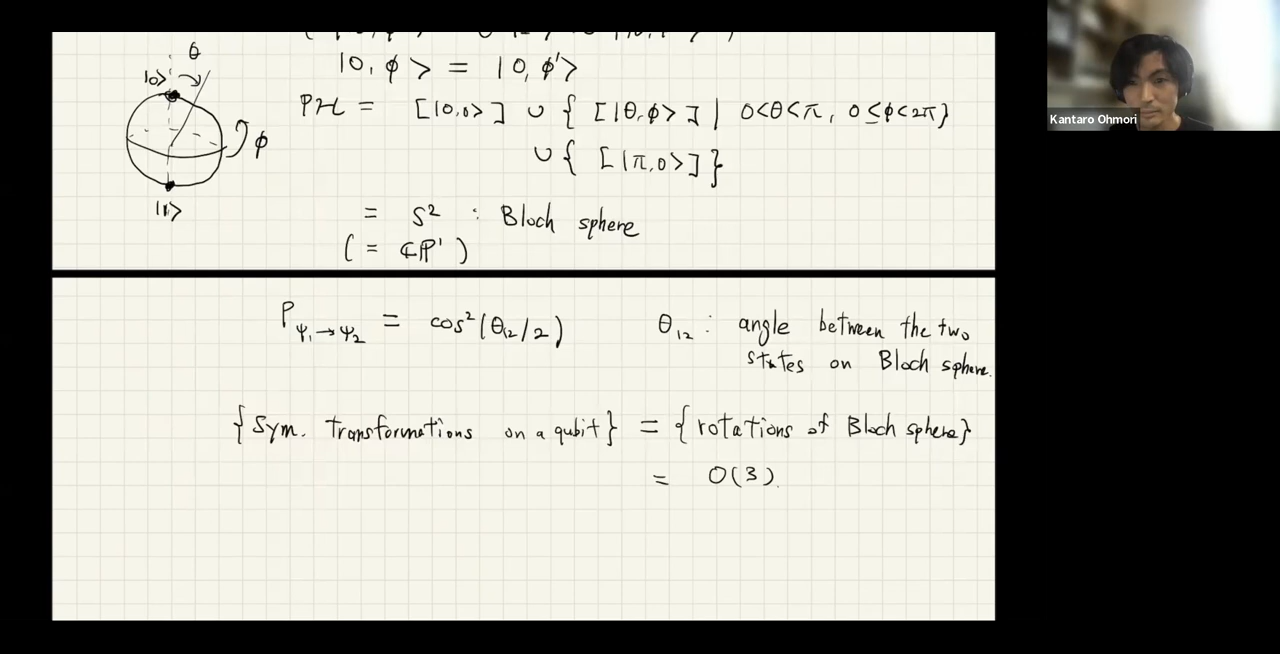 θ
|0>
φ
|1>
|0, φ> = |0, φ'>
PH = [|0,0>] ∪ { [|θ,φ>] | 0<θ<π, 0≤φ<2π}
∪ { [|π,0>]}
= S² : Bloch sphere
( = ℂP¹ )
P_{ψ₁→ψ₂} = cos²(θ₁₂/2) θ₁₂ : angle between the two
states on Bloch sphere.
{Sym. transformations on a qubit} = {rotations of Bloch sphere}
= O(3).
Kantaro Ohmori